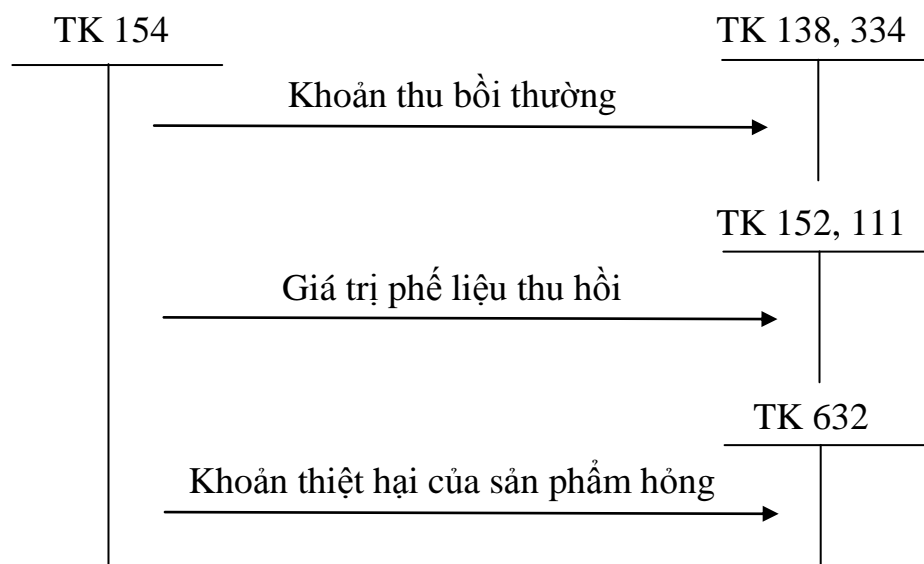 TK 154
TK 138, 334
Khoản thu bồi thường
TK 152, 111
Giá trị phế liệu thu hồi
TK 632
Khoản thiệt hại của sản phẩm hỏng